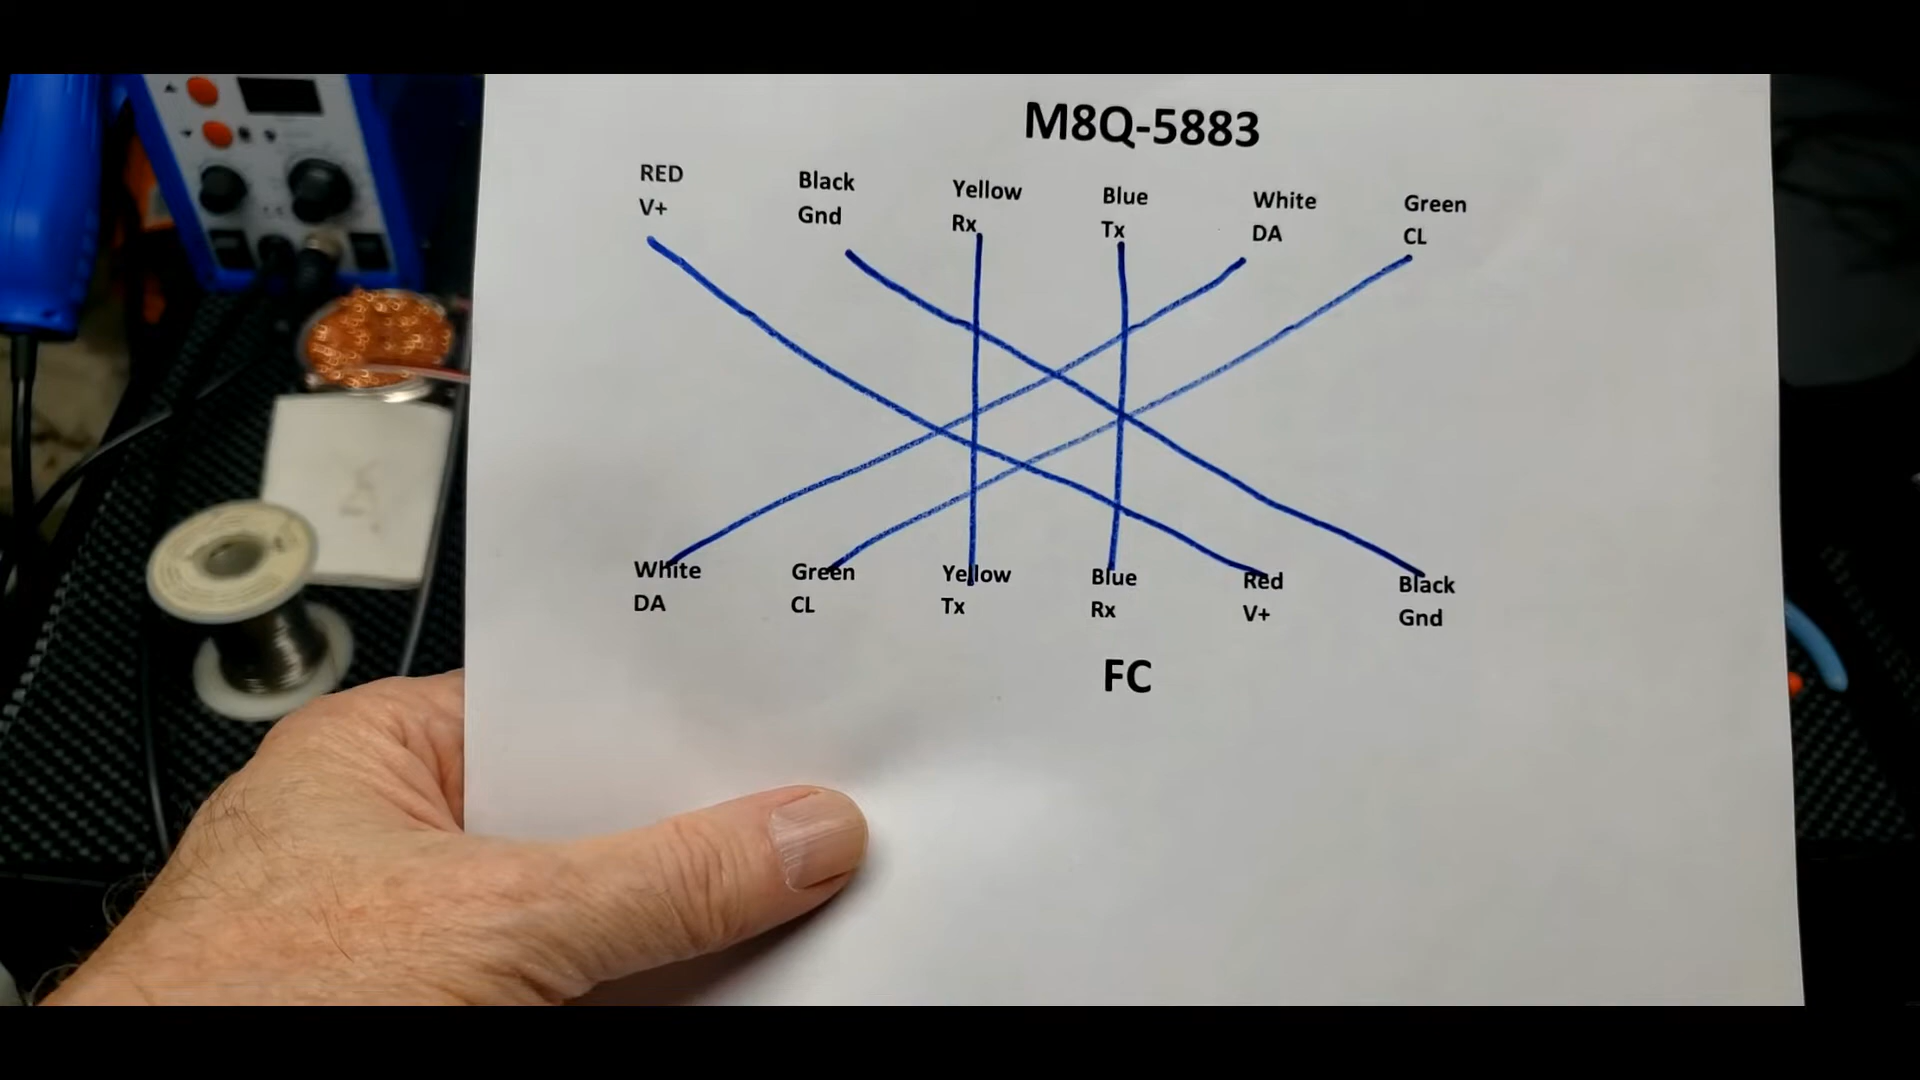 M8Q-5883
RED Black Yellow Blue White Green
V+ Gnd Rx Tx DA CL
White Green Yellow Blue Red Black
DA CL Tx Rx V+ Gnd
FC